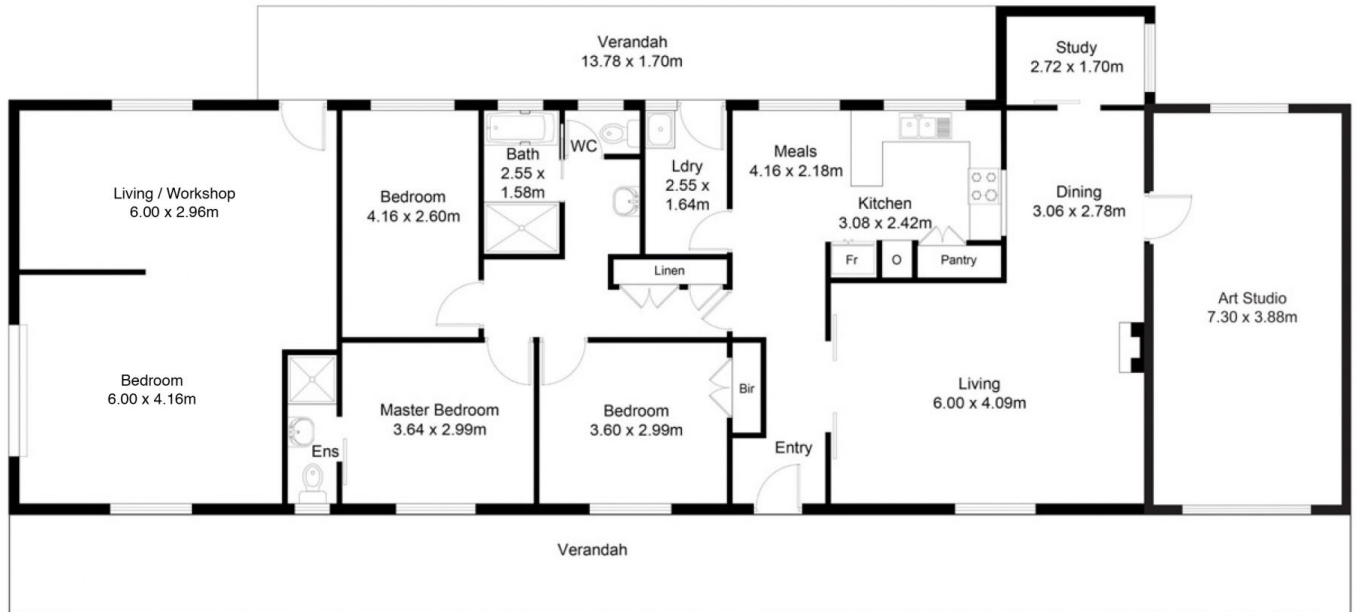 Verandah
13.78 x 1.70m
Study
2.72 x 1.70m
Living / Workshop
6.00 x 2.96m
Bedroom
4.16 x 2.60m
Bath
2.55 x
1.58m
WC
Ldry
2.55 x
1.64m
Meals
4.16 x 2.18m
Kitchen
3.08 x 2.42m
Dining
3.06 x 2.78m
Linen
Fr
O
Pantry
Art Studio
7.30 x 3.88m
Bedroom
6.00 x 4.16m
Ens
Master Bedroom
3.64 x 2.99m
Bedroom
3.60 x 2.99m
Bir
Entry
Living
6.00 x 4.09m
Verandah